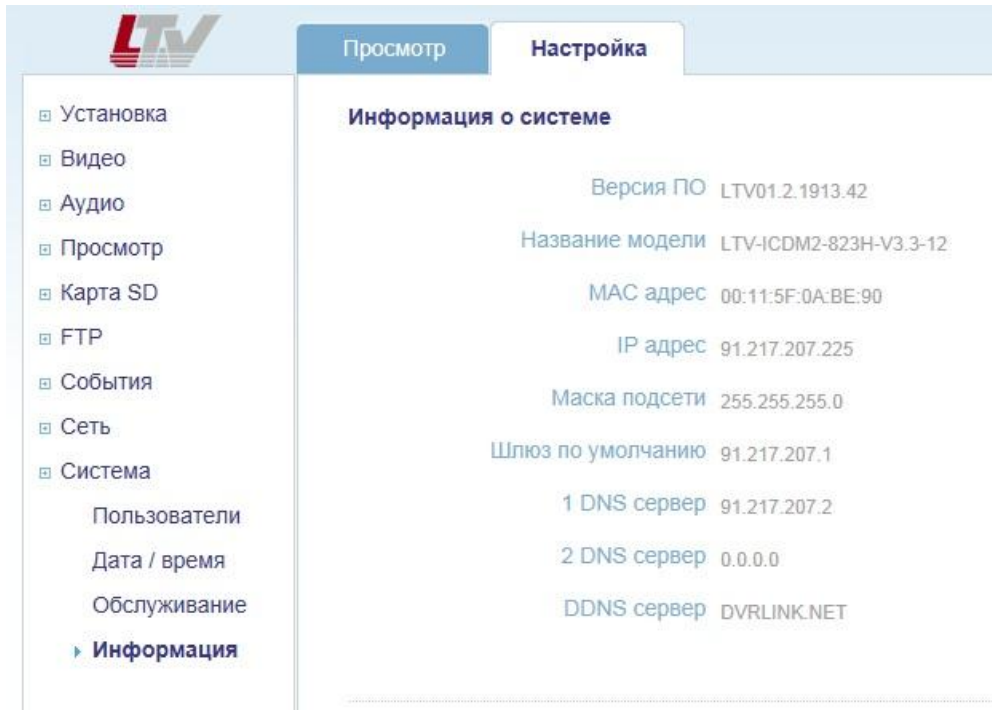 LTV
Просмотр
Настройка
Установка
Видео
Аудио
Просмотр
Карта SD
FTP
События
Сеть
Система
Пользователи
Дата / время
Обслуживание
Информация
Информация о системе
Версия ПО LTV01.2.1913.42
Название модели LTV-ICDM2-823H-V3.3-12
MAC адрес 00:11:5F:0A:BE:90
IP адрес 91.217.207.225
Маска подсети 255.255.255.0
Шлюз по умолчанию 91.217.207.1
1 DNS сервер 91.217.207.2
2 DNS сервер 0.0.0.0
DDNS сервер DVRLINK.NET